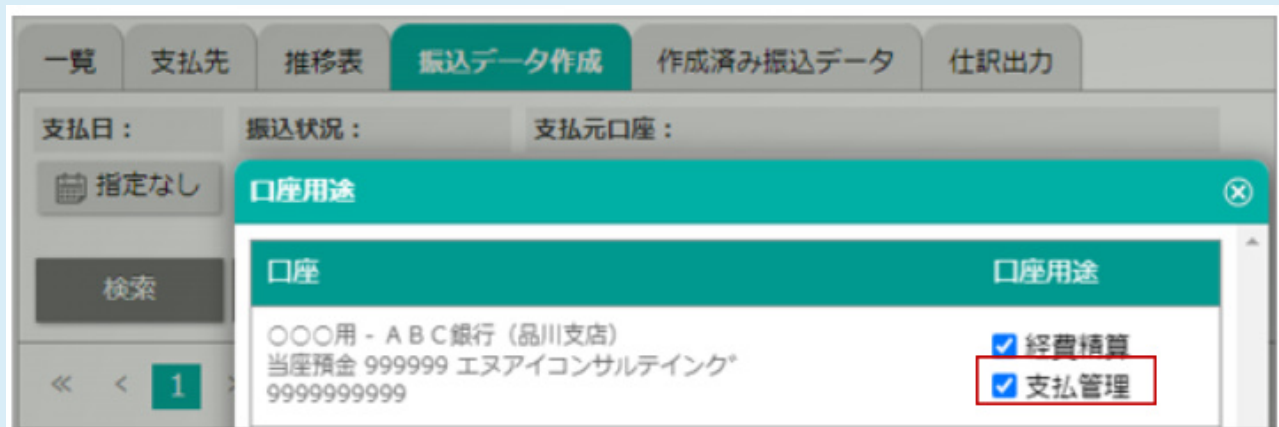 一覧 支払先 推移表 振込データ作成 作成済み振込データ 仕訳出力
支払日： 振込状況： 支払元口座：
指定なし
口座用途
検索
口座 口座用途
○○○用 - ＡＢＣ銀行（品川支店）
当座預金 999999 エヌアイコンサルテイング゛
9999999999
経費精算
支払管理
≪ < 1 >